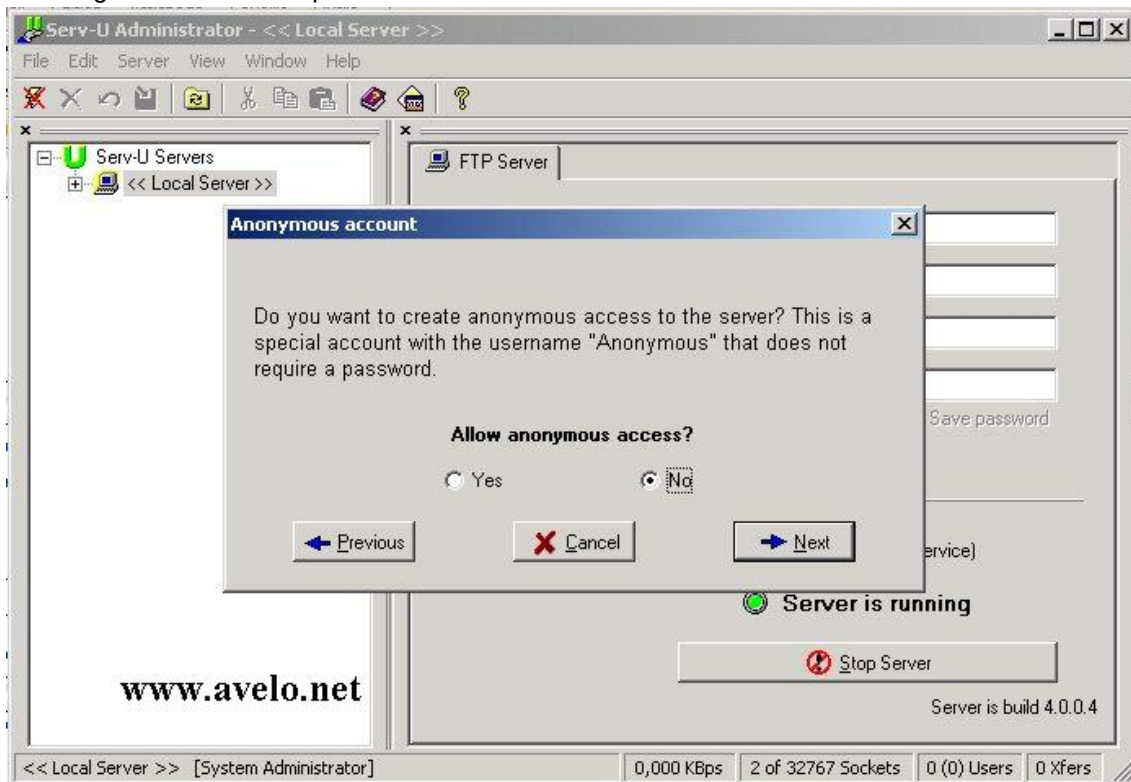 Serv-U Administrator - << Local Server >>
File Edit Server View Window Help
Serv-U Servers
<< Local Server >>
FTP Server
Anonymous account
Do you want to create anonymous access to the server? This is a
special account with the username "Anonymous" that does not
require a password.
Allow anonymous access?
Yes No
Previous Cancel Next
Save password
ervice)
Server is running
Stop Server
www.avelo.net
Server is build 4.0.0.4
<< Local Server >> [System Administrator] 0,000 KBps 2 of 32767 Sockets 0 (0) Users 0 Xfers